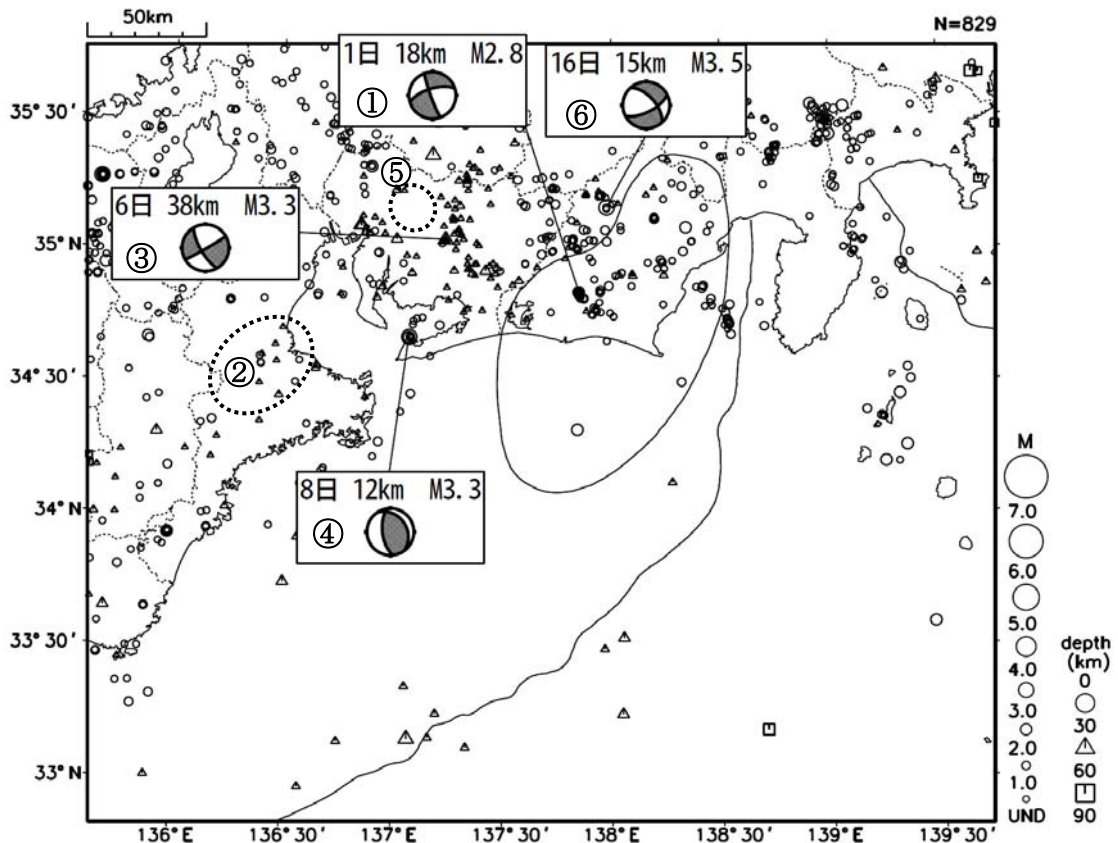 50km
N=829
1日 18km M2.8
①
16日 15km M3.5
⑥
35° 30′
⑤
6日 38km M3.3
③
35° N
②
34° 30′
8日 12km M3.3
④
34° N
33° 30′
33° N
136° E
136° 30′
137° E
137° 30′
138° E
138° 30′
139° E
139° 30′
M
7.0
6.0
5.0
4.0
3.0
2.0
1.0
UND
depth
(km)
0
30
60
90